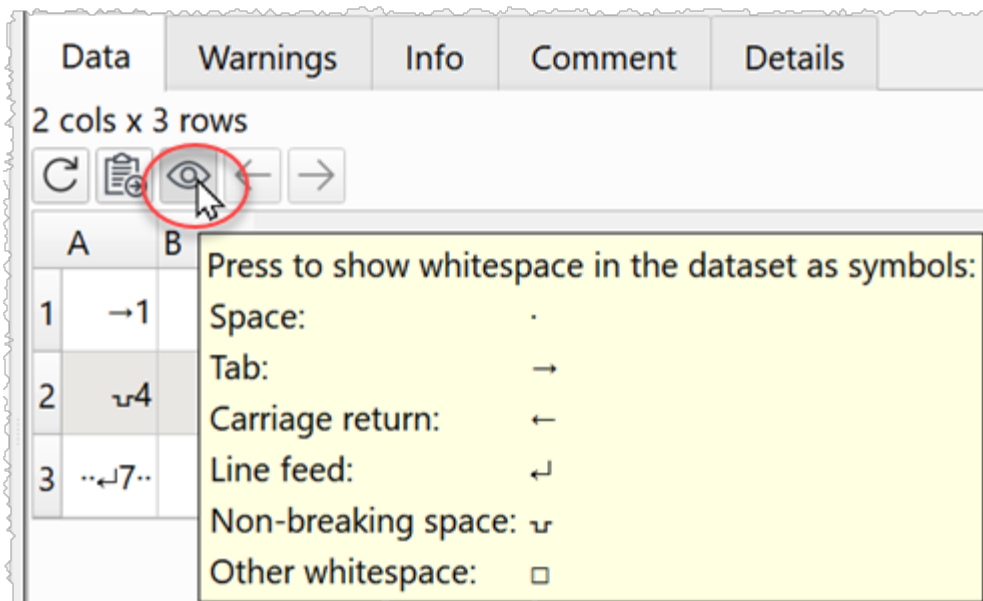 Data Warnings Info Comment Details
2 cols x 3 rows
A B
Press to show whitespace in the dataset as symbols:
1 →1
Space: ·
Tab: →
2 ⮒4
Carriage return: ←
Line feed: ↵
3 ··↵7··
Non-breaking space: ⮒
Other whitespace: □